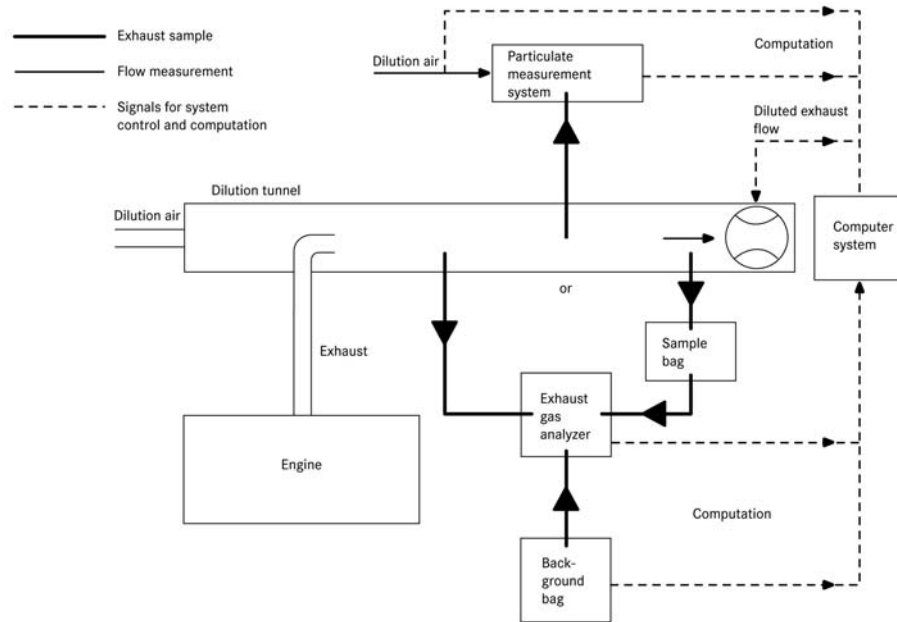 Exhaust sample
Flow measurement
Signals for system
control and computation
Dilution air
Particulate
measurement
system
Computation
Diluted exhaust
flow
Dilution tunnel
Dilution air
Computer
system
or
Exhaust
Sample
bag
Exhaust
gas
analyzer
Engine
Computation
Back-
ground
bag